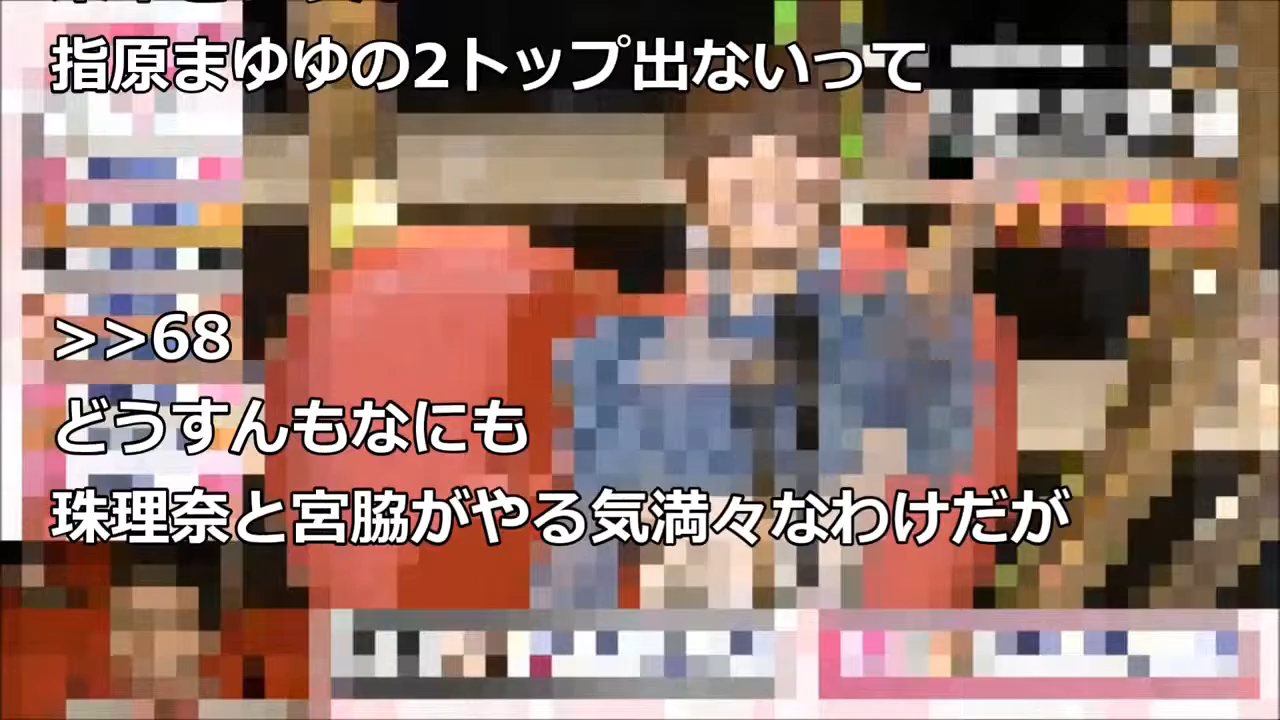 指原まゆゆの2トップ出ないって
>>68
どうすんもなにも
珠理奈と宮脇がやる気満々なわけだが